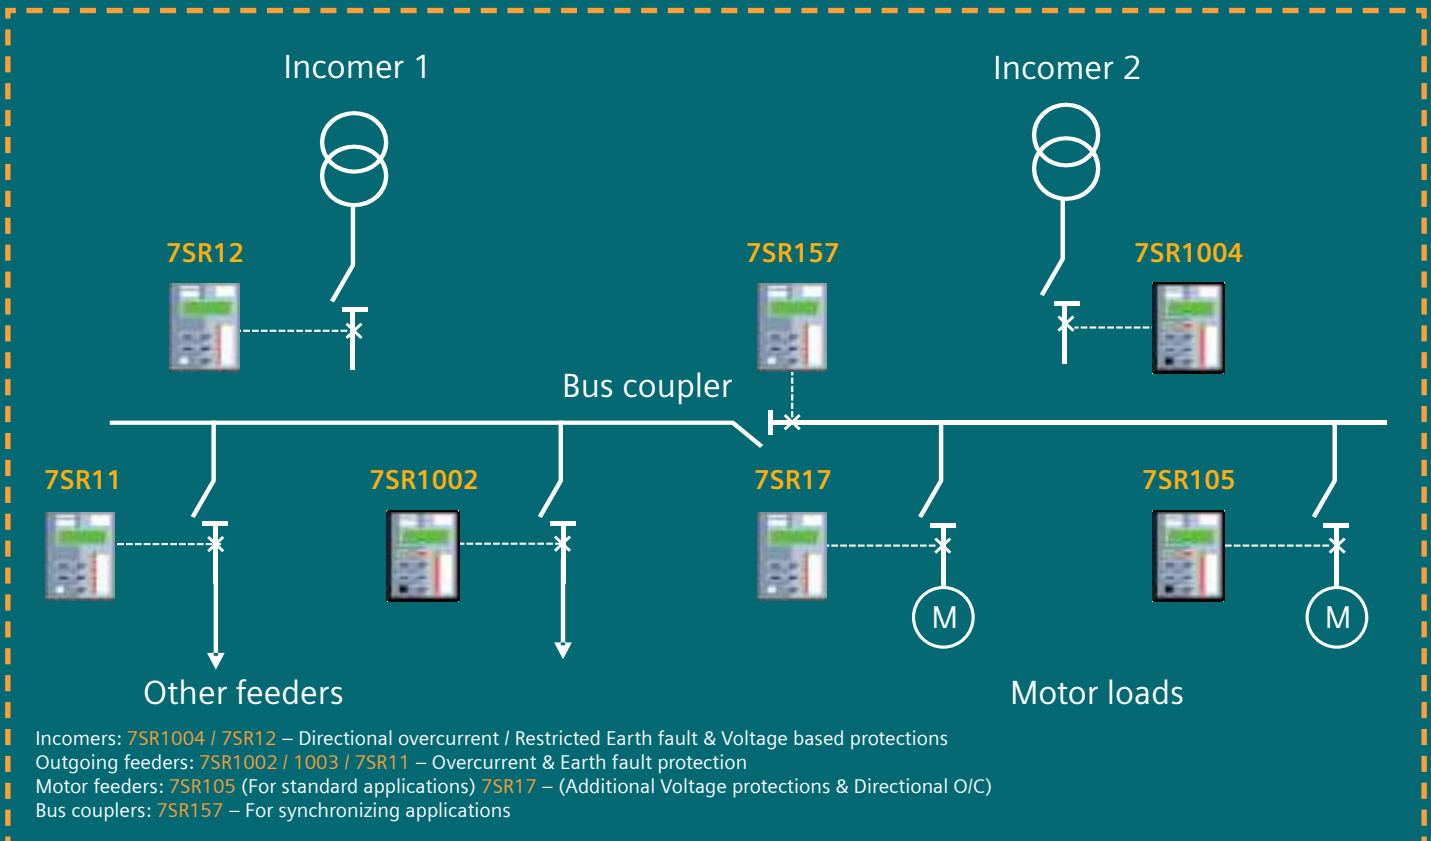 Incomer 1
Incomer 2
7SR12
7SR157
7SR1004
Bus coupler
7SR11
7SR1002
7SR17
7SR105
M
M
Other feeders
Motor loads
Incomers: 7SR1004 / 7SR12 – Directional overcurrent / Restricted Earth fault & Voltage based protections
Outgoing feeders: 7SR1002 / 1003 / 7SR11 – Overcurrent & Earth fault protection
Motor feeders: 7SR105 (For standard applications) 7SR17 – (Additional Voltage protections & Directional O/C)
Bus couplers: 7SR157 – For synchronizing applications